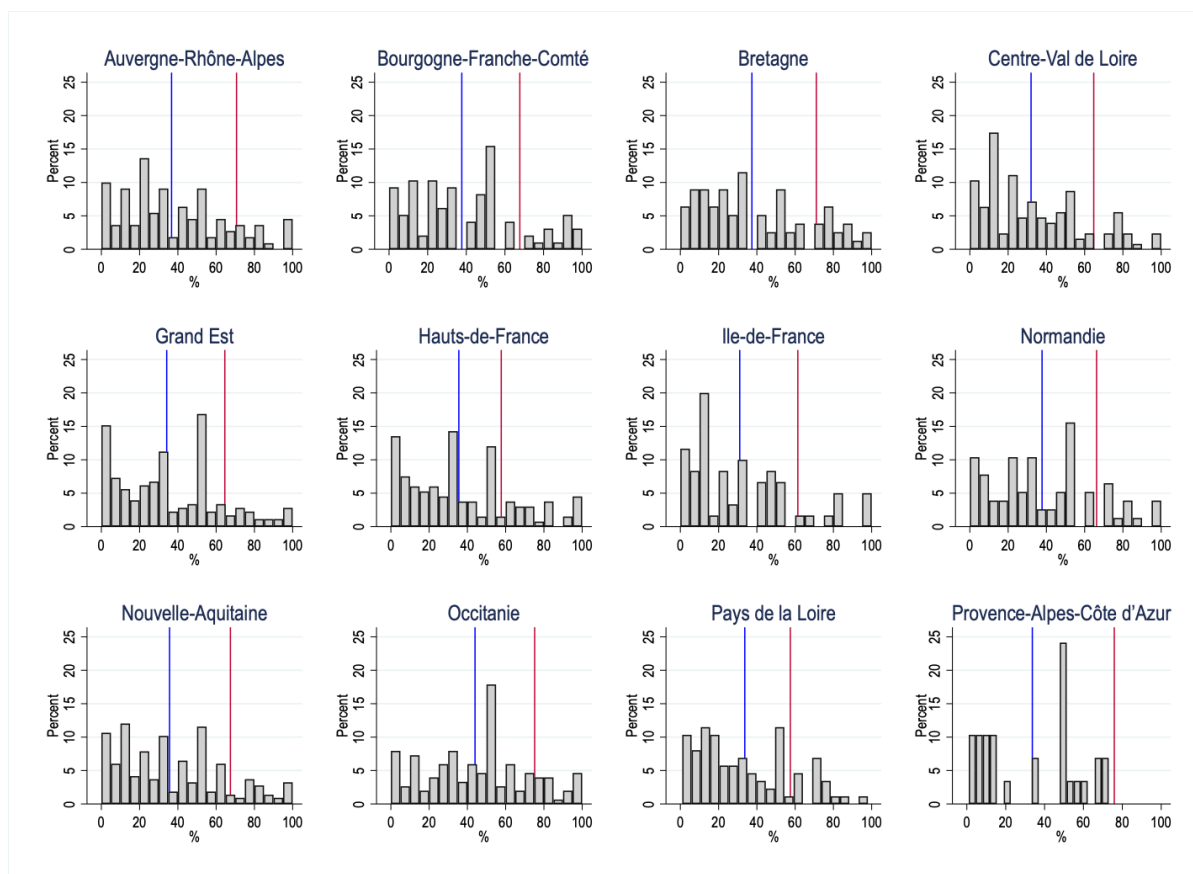 Auvergne-Rhône-Alpes
Percent
0 5 10 15 20 25
0 20 40 60 80 100
%
Bourgogne-Franche-Comté
Percent
0 5 10 15 20 25
0 20 40 60 80 100
%
Bretagne
Percent
0 5 10 15 20 25
0 20 40 60 80 100
%
Centre-Val de Loire
Percent
0 5 10 15 20 25
0 20 40 60 80 100
%
Grand Est
Percent
0 5 10 15 20 25
0 20 40 60 80 100
%
Hauts-de-France
Percent
0 5 10 15 20 25
0 20 40 60 80 100
%
Ile-de-France
Percent
0 5 10 15 20 25
0 20 40 60 80 100
%
Normandie
Percent
0 5 10 15 20 25
0 20 40 60 80 100
%
Nouvelle-Aquitaine
Percent
0 5 10 15 20 25
0 20 40 60 80 100
%
Occitanie
Percent
0 5 10 15 20 25
0 20 40 60 80 100
%
Pays de la Loire
Percent
0 5 10 15 20 25
0 20 40 60 80 100
%
Provence-Alpes-Côte d'Azur
Percent
0 5 10 15 20 25
0 20 40 60 80 100
%